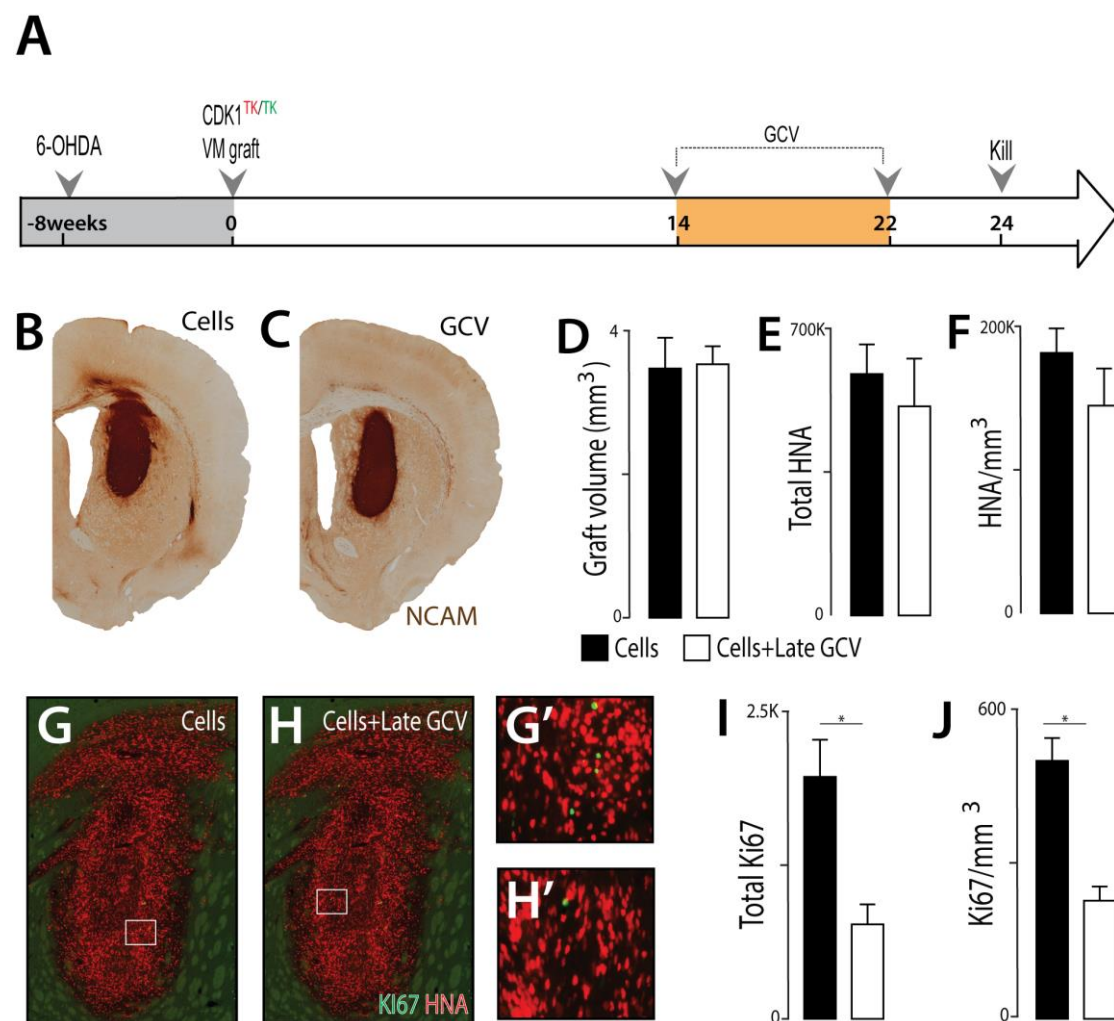 A
6-OHDA
CDK1 TK/TK
VM graft
GCV
Kill
-8weeks 0 14 22 24
B Cells
C GCV
NCAM
D
4
Graft volume (mm3)
0
E
700K
Total HNA
0
F
200K
HNA/mm3
0
Cells Cells+Late GCV
G Cells
H Cells+Late GCV
KI67 HNA
G'
H'
I
2.5K
*
Total Ki67
0
J
600
*
Ki67/mm3
0